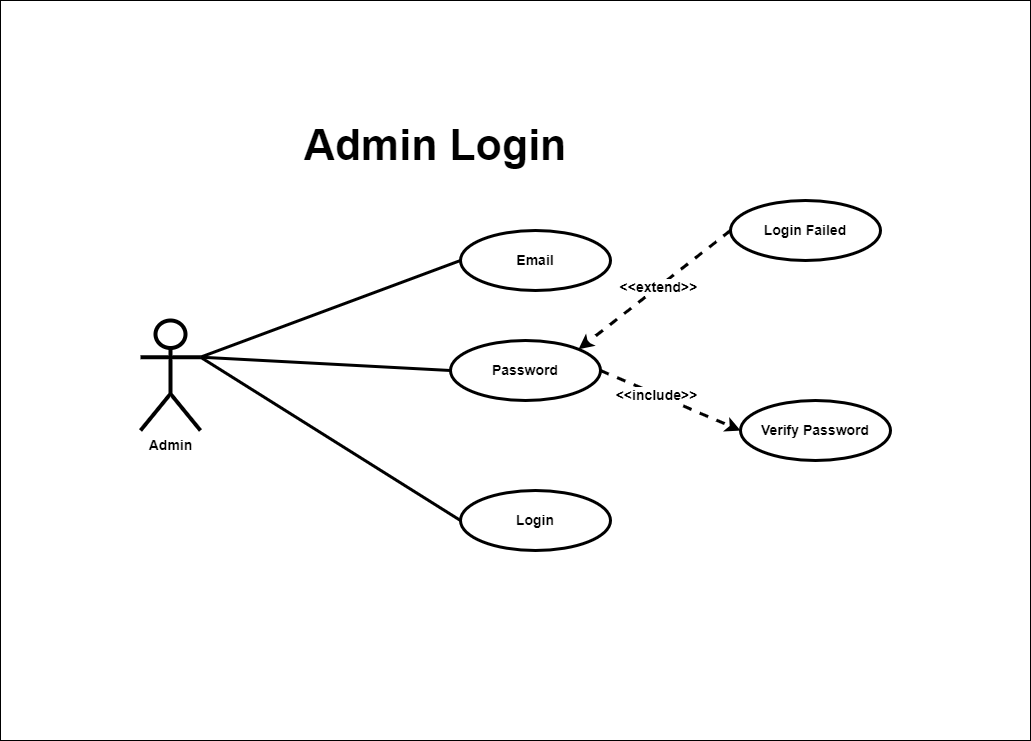 Admin Login
Login Failed
Email
<<extend>>
Password
<<include>>
Verify Password
Admin
Login